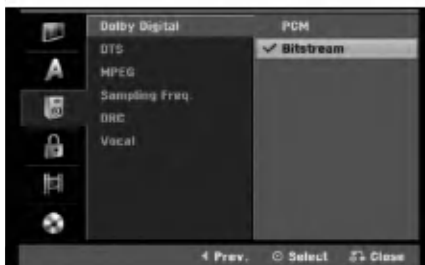 Dolby Digital
PCM
DTS
✓ Bitstream
MPEG
Sampling Freq.
DRC
Vocal
A
Prev.
Select
Close